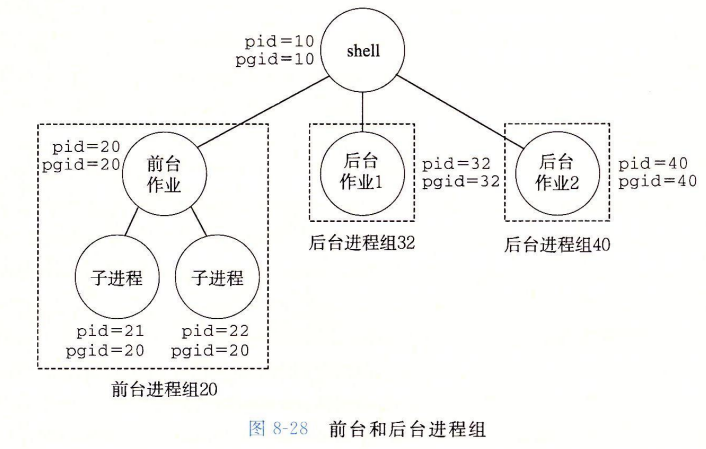 pid=10
pgid=10
shell
pid=20
pgid=20
前台
作业
后台
作业1
pid=32
pgid=32
后台
作业2
pid=40
pgid=40
后台进程组32
后台进程组40
子进程
子进程
pid=21
pgid=20
pid=22
pgid=20
前台进程组20
图 8-28 前台和后台进程组